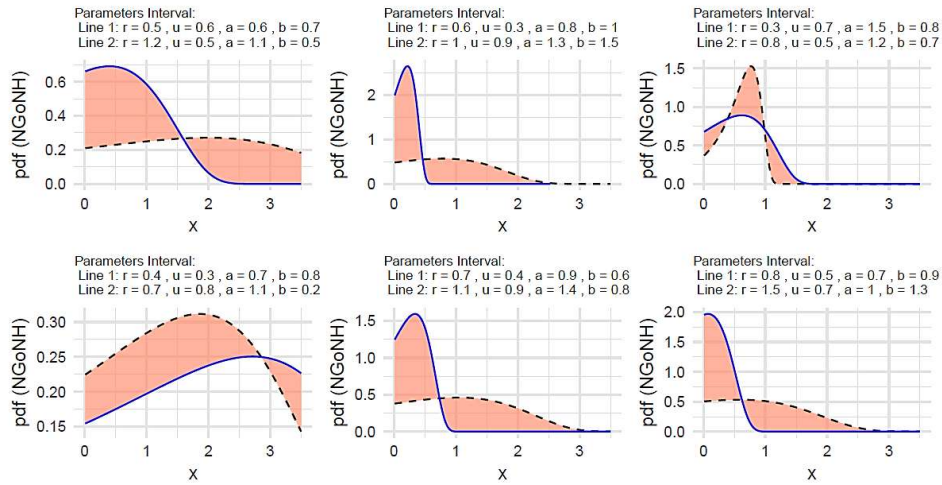 Parameters Interval:
Line 1: r = 0.5 , u = 0.6 , a = 0.6 , b = 0.7
Line 2: r = 1.2 , u = 0.5 , a = 1.1 , b = 0.5
pdf (NGoNH)
0.6
0.4
0.2
0.0
0 1 2 3
X
Parameters Interval:
Line 1: r = 0.6 , u = 0.3 , a = 0.8 , b = 1
Line 2: r = 1 , u = 0.9 , a = 1.3 , b = 1.5
pdf (NGoNH)
2
1
0
0 1 2 3
X
Parameters Interval:
Line 1: r = 0.3 , u = 0.7 , a = 1.5 , b = 0.8
Line 2: r = 0.8 , u = 0.5 , a = 1.2 , b = 0.7
pdf (NGoNH)
1.5
1.0
0.5
0.0
0 1 2 3
X
Parameters Interval:
Line 1: r = 0.4 , u = 0.3 , a = 0.7 , b = 0.8
Line 2: r = 0.7 , u = 0.8 , a = 1.1 , b = 0.2
pdf (NGoNH)
0.30
0.25
0.20
0.15
0 1 2 3
X
Parameters Interval:
Line 1: r = 0.7 , u = 0.4 , a = 0.9 , b = 0.6
Line 2: r = 1.1 , u = 0.9 , a = 1.4 , b = 0.8
pdf (NGoNH)
1.5
1.0
0.5
0.0
0 1 2 3
X
Parameters Interval:
Line 1: r = 0.8 , u = 0.5 , a = 0.7 , b = 0.9
Line 2: r = 1.5 , u = 0.7 , a = 1 , b = 1.3
pdf (NGoNH)
2.0
1.5
1.0
0.5
0.0
0 1 2 3
X